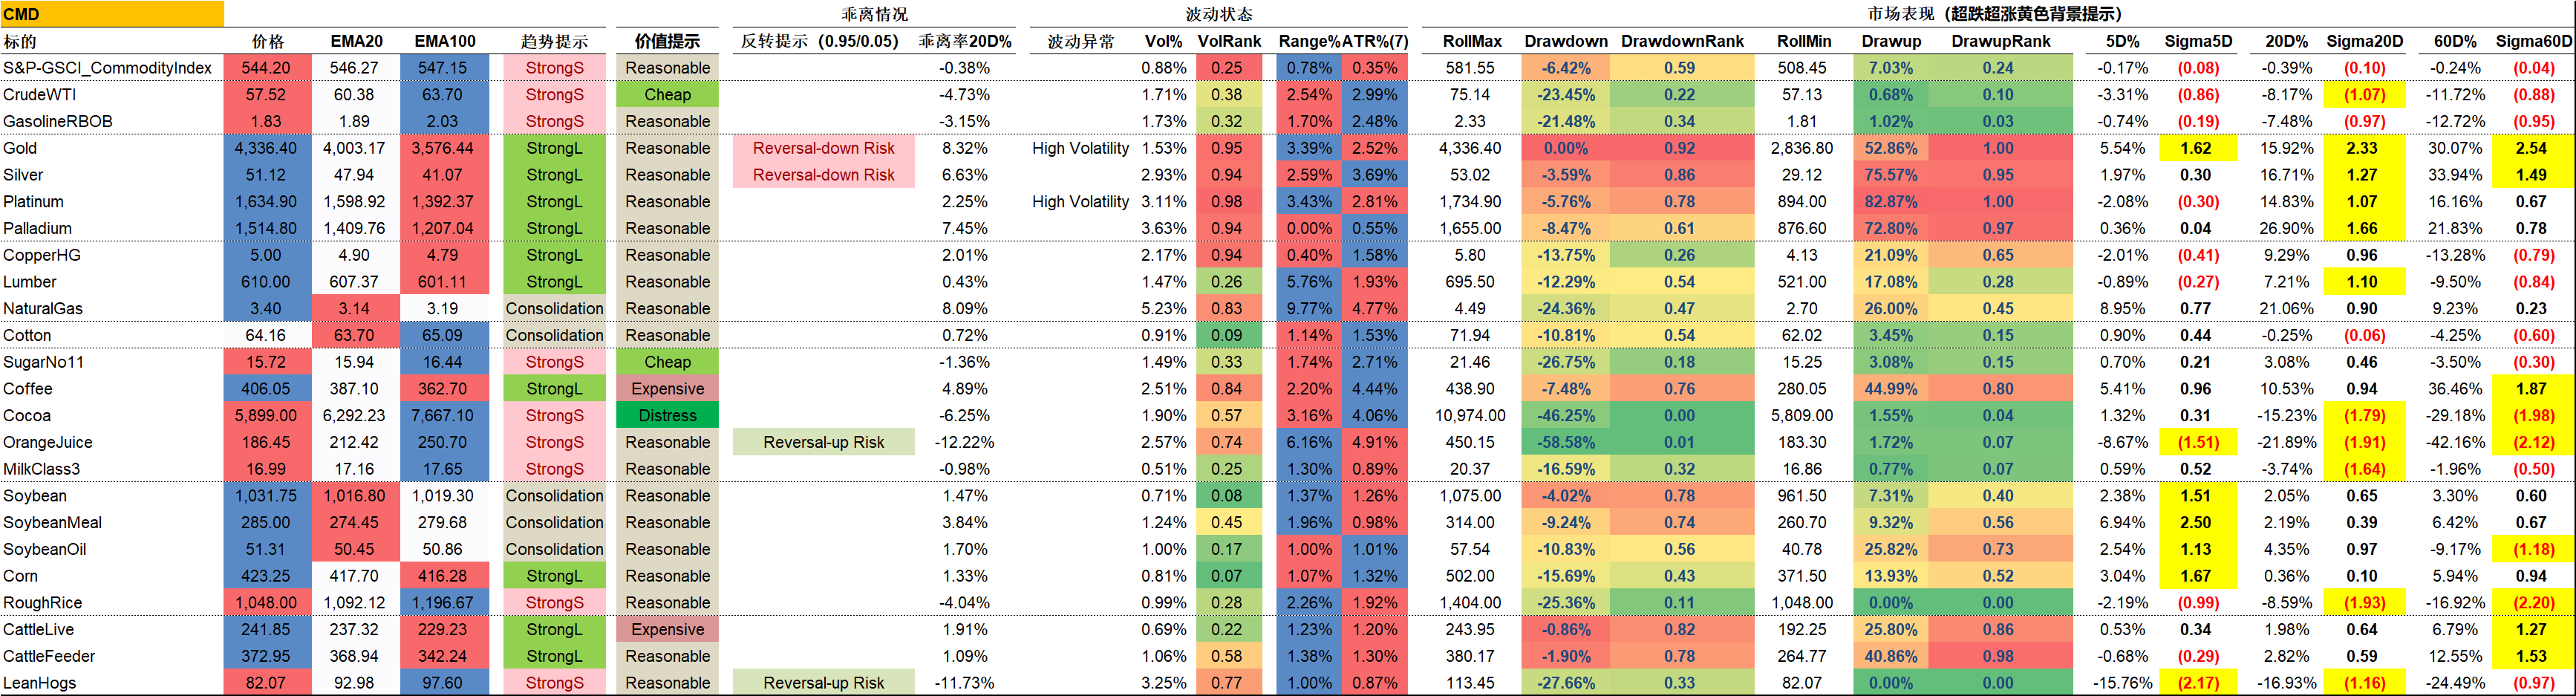 CMD 乖离情况 波动状态 市场表现（超跌超涨黄色背景提示）
标的 价格 EMA20 EMA100 趋势提示 价值提示 反转提示（0.95/0.05） 乖离率20D% 波动异常 Vol% VolRank Range% ATR%(7) RollMax Drawdown DrawdownRank RollMin Drawup DrawupRank 5D% Sigma5D 20D% Sigma20D 60D% Sigma60D
S&P-GSCI_CommodityIndex 544.20 546.27 547.15 StrongS Reasonable -0.38% 0.88% 0.25 0.78% 0.35% 581.55 -6.42% 0.59 508.45 7.03% 0.24 -0.17% (0.08) -0.39% (0.10) -0.24% (0.04)
CrudeWTI 57.52 60.38 63.70 StrongS Cheap -4.73% 1.71% 0.38 2.54% 2.99% 75.14 -23.45% 0.22 57.13 0.68% 0.10 -3.31% (0.86) -8.17% (1.07) -11.72% (0.88)
GasolineRBOB 1.83 1.89 2.03 StrongS Reasonable -3.15% 1.73% 0.32 1.70% 2.48% 2.33 -21.48% 0.34 1.81 1.02% 0.03 -0.74% (0.19) -7.48% (0.97) -12.72% (0.95)
Gold 4,336.40 4,003.17 3,576.44 StrongL Reasonable Reversal-down Risk 8.32% High Volatility 1.53% 0.95 3.39% 2.52% 4,336.40 0.00% 0.92 2,836.80 52.86% 1.00 5.54% 1.62 15.92% 2.33 30.07% 2.54
Silver 51.12 47.94 41.07 StrongL Reasonable Reversal-down Risk 6.63% 2.93% 0.94 2.59% 3.69% 53.02 -3.59% 0.86 29.12 75.57% 0.95 1.97% 0.30 16.71% 1.27 33.94% 1.49
Platinum 1,634.90 1,598.92 1,392.37 StrongL Reasonable 2.25% High Volatility 3.11% 0.98 3.43% 2.81% 1,734.90 -5.76% 0.78 894.00 82.87% 1.00 -2.08% (0.30) 14.83% 1.07 16.16% 0.67
Palladium 1,514.80 1,409.76 1,207.04 StrongL Reasonable 7.45% 3.63% 0.94 0.00% 0.55% 1,655.00 -8.47% 0.61 876.60 72.80% 0.97 0.36% 0.04 26.90% 1.66 21.83% 0.78
CopperHG 5.00 4.90 4.79 StrongL Reasonable 2.01% 2.17% 0.94 0.40% 1.58% 5.80 -13.75% 0.26 4.13 21.09% 0.65 -2.01% (0.41) 9.29% 0.96 -13.28% (0.79)
Lumber 610.00 607.37 601.11 StrongL Reasonable 0.43% 1.47% 0.26 5.76% 1.93% 695.50 -12.29% 0.54 521.00 17.08% 0.28 -0.89% (0.27) 7.21% 1.10 -9.50% (0.84)
NaturalGas 3.40 3.14 3.19 Consolidation Reasonable 8.09% 5.23% 0.83 9.77% 4.77% 4.49 -24.36% 0.47 2.70 26.00% 0.45 8.95% 0.77 21.06% 0.90 9.23% 0.23
Cotton 64.16 63.70 65.09 Consolidation Reasonable 0.72% 0.91% 0.09 1.14% 1.53% 71.94 -10.81% 0.54 62.02 3.45% 0.15 0.90% 0.44 -0.25% (0.06) -4.25% (0.60)
SugarNo11 15.72 15.94 16.44 StrongS Cheap -1.36% 1.49% 0.33 1.74% 2.71% 21.46 -26.75% 0.18 15.25 3.08% 0.15 0.70% 0.21 3.08% 0.46 -3.50% (0.30)
Coffee 406.05 387.10 362.70 StrongL Expensive 4.89% 2.51% 0.84 2.20% 4.44% 438.90 -7.48% 0.76 280.05 44.99% 0.80 5.41% 0.96 10.53% 0.94 36.46% 1.87
Cocoa 5,899.00 6,292.23 7,667.10 StrongS Distress -6.25% 1.90% 0.57 3.16% 4.06% 10,974.00 -46.25% 0.00 5,809.00 1.55% 0.04 1.32% 0.31 -15.23% (1.79) -29.18% (1.98)
OrangeJuice 186.45 212.42 250.70 StrongS Reasonable Reversal-up Risk -12.22% 2.57% 0.74 6.16% 4.91% 450.15 -58.58% 0.01 183.30 1.72% 0.07 -8.67% (1.51) -21.89% (1.91) -42.16% (2.12)
MilkClass3 16.99 17.16 17.65 StrongS Reasonable -0.98% 0.51% 0.25 1.30% 0.89% 20.37 -16.59% 0.32 16.86 0.77% 0.07 0.59% 0.52 -3.74% (1.64) -1.96% (0.50)
Soybean 1,031.75 1,016.80 1,019.30 Consolidation Reasonable 1.47% 0.71% 0.08 1.37% 1.26% 1,075.00 -4.02% 0.78 961.50 7.31% 0.40 2.38% 1.51 2.05% 0.65 3.30% 0.60
SoybeanMeal 285.00 274.45 279.68 Consolidation Reasonable 3.84% 1.24% 0.45 1.96% 0.98% 314.00 -9.24% 0.74 260.70 9.32% 0.56 6.94% 2.50 2.19% 0.39 6.42% 0.67
SoybeanOil 51.31 50.45 50.86 Consolidation Reasonable 1.70% 1.00% 0.17 1.00% 1.01% 57.54 -10.83% 0.56 40.78 25.82% 0.73 2.54% 1.13 4.35% 0.97 -9.17% (1.18)
Corn 423.25 417.70 416.28 StrongL Reasonable 1.33% 0.81% 0.07 1.07% 1.32% 502.00 -15.69% 0.43 371.50 13.93% 0.52 3.04% 1.67 0.36% 0.10 5.94% 0.94
RoughRice 1,048.00 1,092.12 1,196.67 StrongS Reasonable -4.04% 0.99% 0.28 2.26% 1.92% 1,404.00 -25.36% 0.11 1,048.00 0.00% 0.00 -2.19% (0.99) -8.59% (1.93) -16.92% (2.20)
CattleLive 241.85 237.32 229.23 StrongL Expensive 1.91% 0.69% 0.22 1.23% 1.20% 243.95 -0.86% 0.82 192.25 25.80% 0.86 0.53% 0.34 1.98% 0.64 6.79% 1.27
CattleFeeder 372.95 368.94 342.24 StrongL Reasonable 1.09% 1.06% 0.58 1.38% 1.30% 380.17 -1.90% 0.78 264.77 40.86% 0.98 -0.68% (0.29) 2.82% 0.59 12.55% 1.53
LeanHogs 82.07 92.98 97.60 StrongS Reasonable Reversal-up Risk -11.73% 3.25% 0.77 1.00% 0.87% 113.45 -27.66% 0.33 82.07 0.00% 0.00 -15.76% (2.17) -16.93% (1.16) -24.49% (0.97)